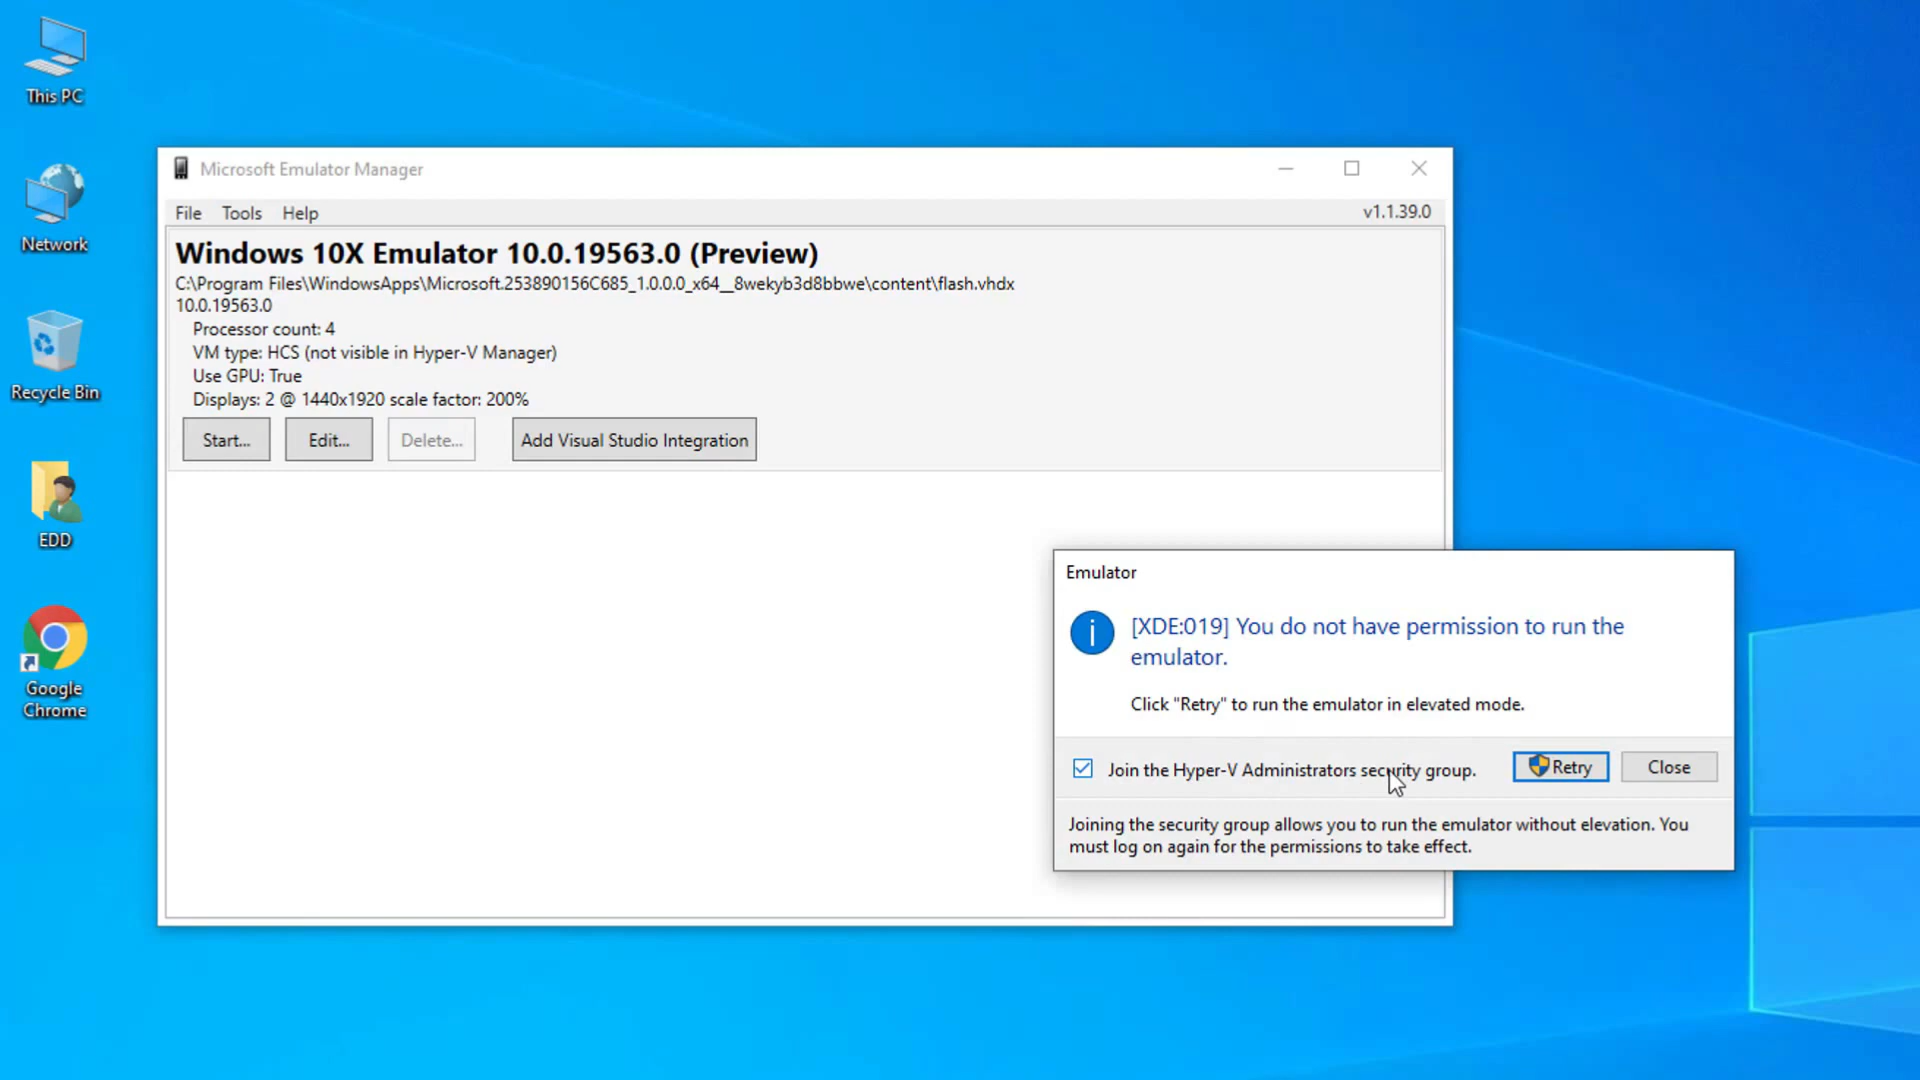 This PC
Network
Recycle Bin
EDD
Google
Chrome
Microsoft Emulator Manager
File Tools Help
v1.1.39.0
Windows 10X Emulator 10.0.19563.0 (Preview)
C:\Program Files\WindowsApps\Microsoft.253890156C685_1.0.0.0_x64__8wekyb3d8bbwe\content\flash.vhdx
10.0.19563.0
Processor count: 4
VM type: HCS (not visible in Hyper-V Manager)
Use GPU: True
Displays: 2 @ 1440x1920 scale factor: 200%
Start... Edit... Delete... Add Visual Studio Integration
Emulator
[XDE:019] You do not have permission to run the
emulator.
Click "Retry" to run the emulator in elevated mode.
Join the Hyper-V Administrators security group. Retry Close
Joining the security group allows you to run the emulator without elevation. You
must log on again for the permissions to take effect.